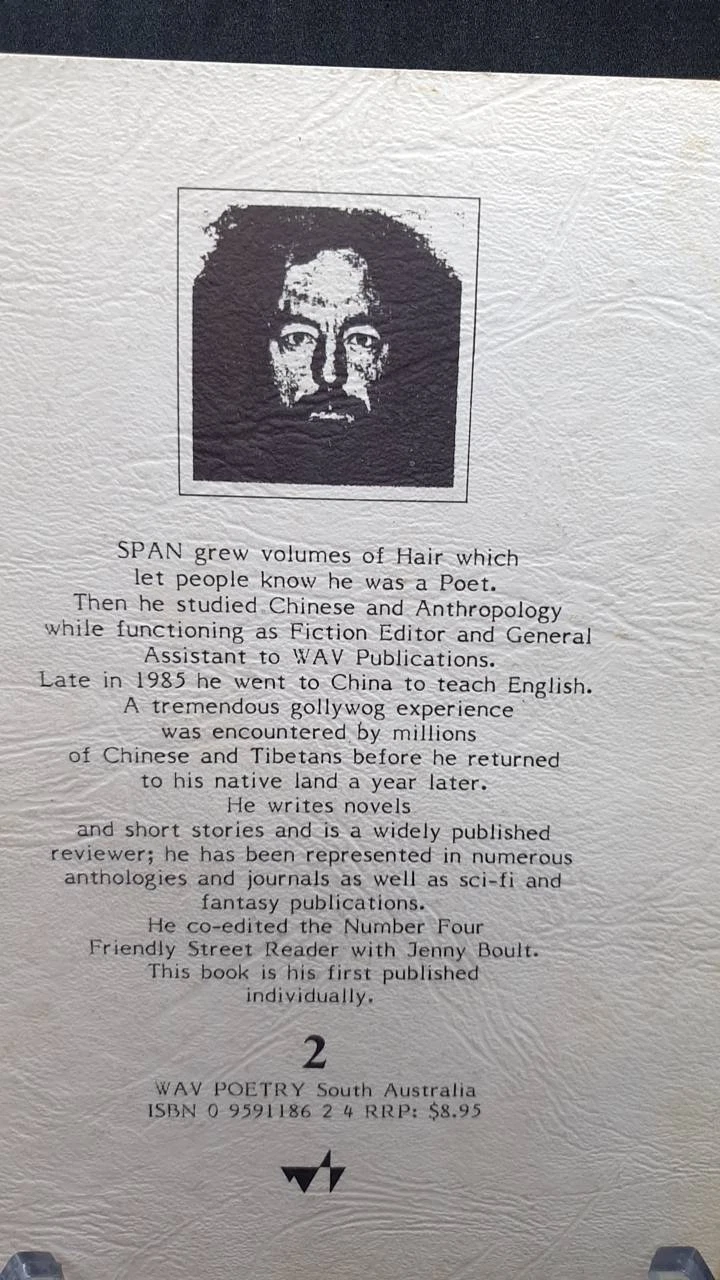 SPAN grew volumes of Hair which
let people know he was a Poet.
Then he studied Chinese and Anthropology
while functioning as Fiction Editor and General
Assistant to WAV Publications.
Late in 1985 he went to China to teach English.
A tremendous gollywog experience
was encountered by millions
of Chinese and Tibetans before he returned
to his native land a year later.
He writes novels
and short stories and is a widely published
reviewer; he has been represented in numerous
anthologies and journals as well as sci-fi and
fantasy publications.
He co-edited the Number Four
Friendly Street Reader with Jenny Boult.
This book is his first published
individually.
2
WAV POETRY South Australia
ISBN 0 9591186 2 4 RRP: $8.95